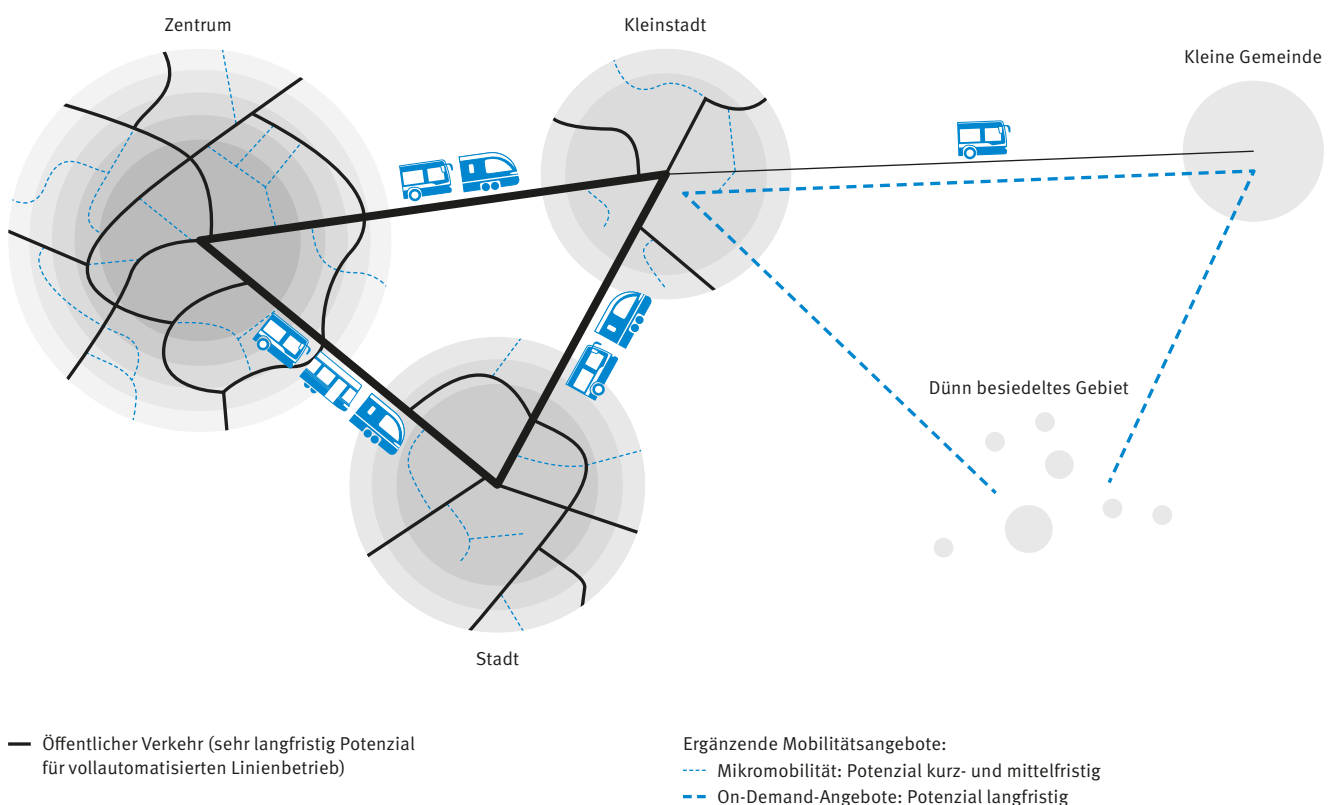 Zentrum
Kleinstadt
Kleine Gemeinde
Dünn besiedeltes Gebiet
Stadt
Öffentlicher Verkehr (sehr langfristig Potenzial
für vollautomatisierten Linienbetrieb)
Ergänzende Mobilitätsangebote:
Mikromobilität: Potenzial kurz- und mittelfristig
On-Demand-Angebote: Potenzial langfristig